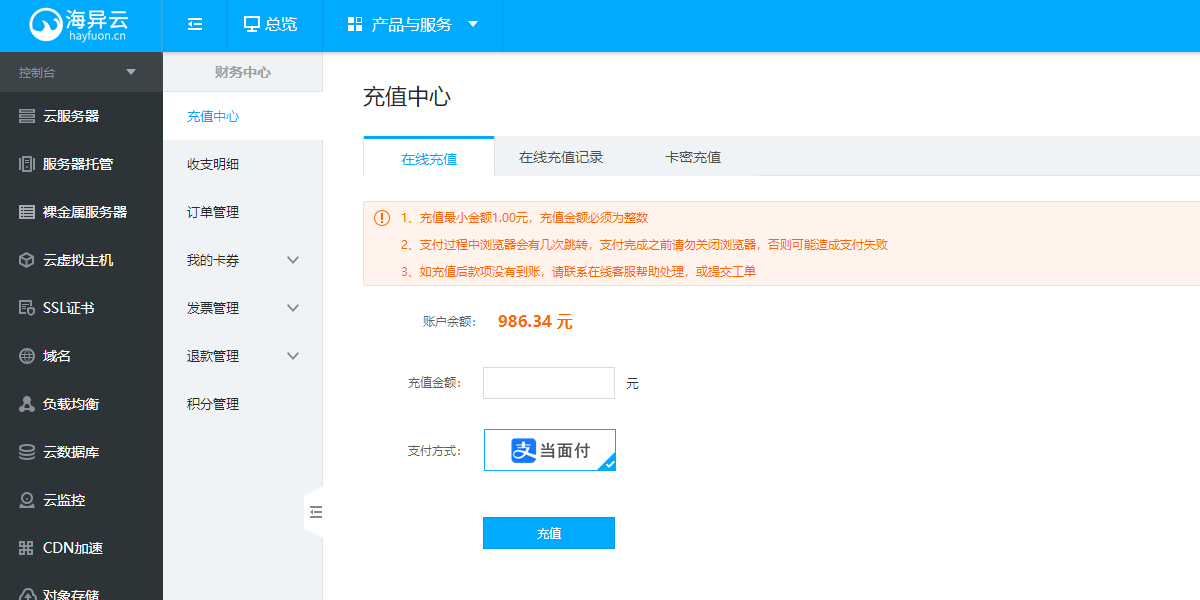 海异云
hayfuon.cn
总览
产品与服务
控制台
云服务器
服务器托管
裸金属服务器
云虚拟主机
SSL证书
域名
负载均衡
云数据库
云监控
CDN加速
对象存储
财务中心
充值中心
收支明细
订单管理
我的卡券
发票管理
退款管理
积分管理
充值中心
在线充值
在线充值记录
卡密充值
1、充值最小金额1.00元，充值金额必须为整数
2、支付过程中浏览器会有几次跳转，支付完成之前请勿关闭浏览器，否则可能造成支付失败
3、如充值后款项没有到账，请联系在线客服帮助处理，或提交工单
账户余额： 986.34 元
充值金额： 元
支付方式： 支 当面付
充值